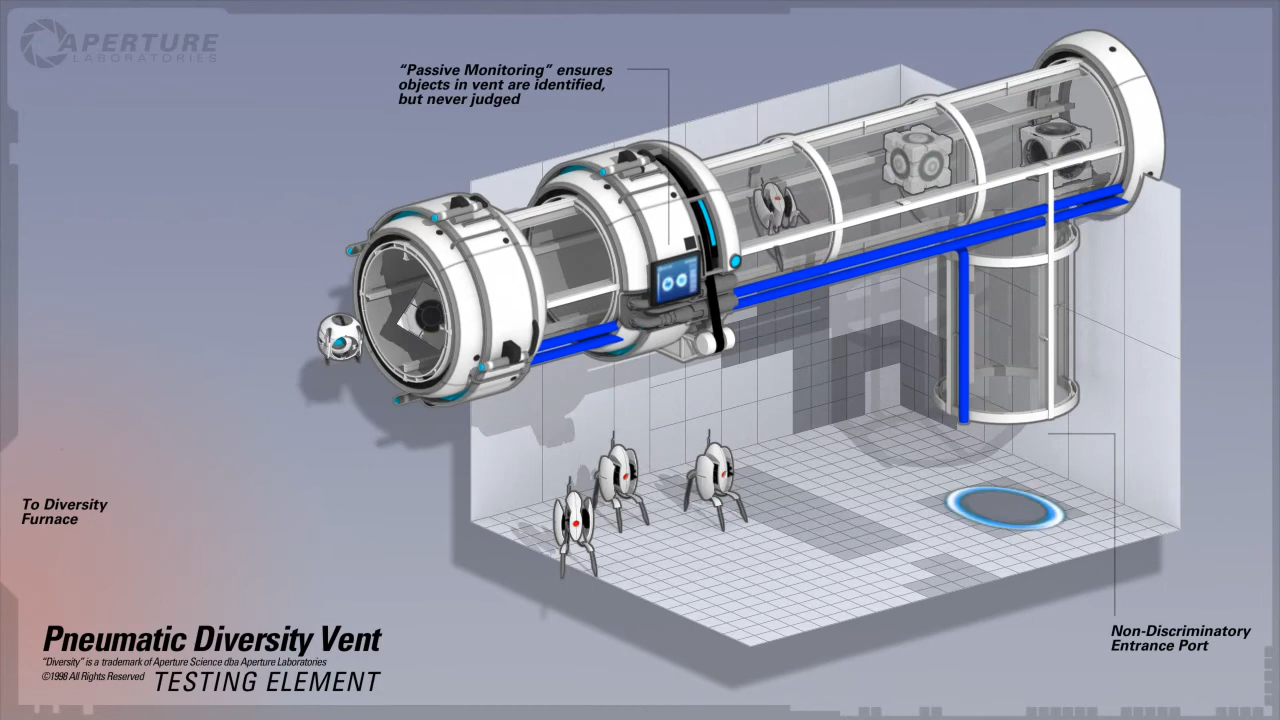 APERTURE
LABORATORIES
“Passive Monitoring” ensures
objects in vent are identified,
but never judged
To Diversity
Furnace
Non-Discriminatory
Entrance Port
Pneumatic Diversity Vent
"Diversity" is a trademark of Aperture Science dba Aperture Laboratories
©1998 All Rights Reserved TESTING ELEMENT